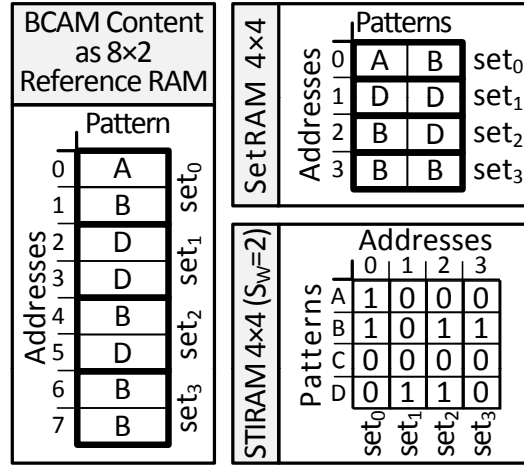 BCAM Content
as 8×2
Reference RAM
Pattern
Addresses
0 A
1 B
set0
2 D
3 D
set1
4 B
5 D
set2
6 B
7 B
set3
SetRAM 4×4
Patterns
Addresses
0 A B set0
1 D D set1
2 B D set2
3 B B set3
STIRAM 4×4 (SW=2)
Addresses
0 1 2 3
Patterns
A 1 0 0 0
B 1 0 1 1
C 0 0 0 0
D 0 1 1 0
set0 set1 set2 set3